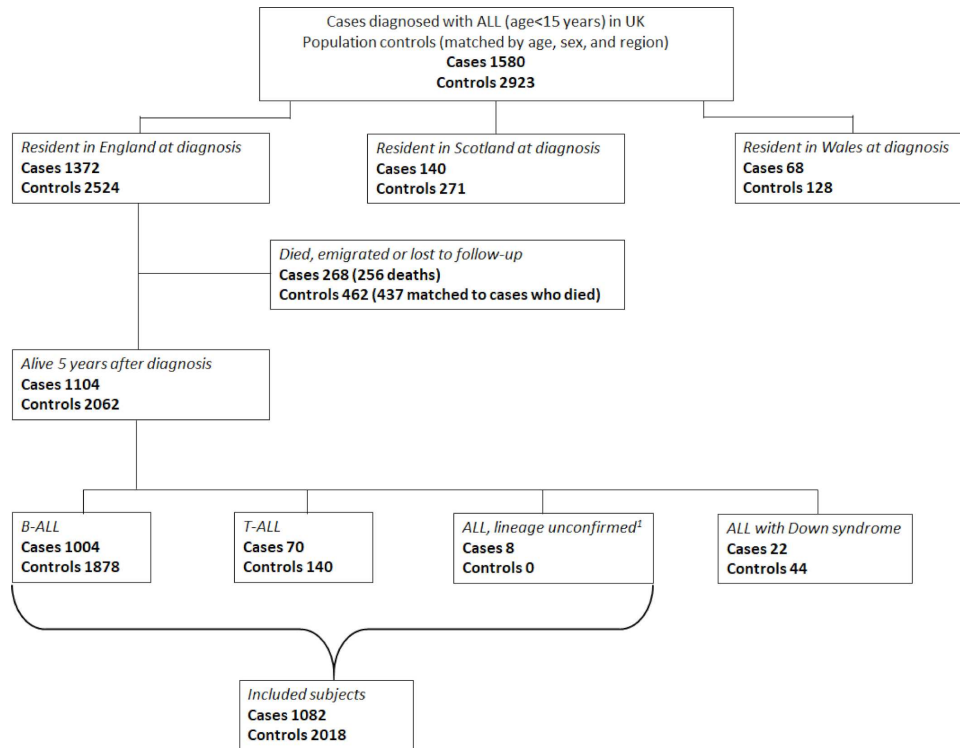 Cases diagnosed with ALL (age<15 years) in UK
Population controls (matched by age, sex, and region)
Cases 1580
Controls 2923
Resident in England at diagnosis
Cases 1372
Controls 2524
Resident in Scotland at diagnosis
Cases 140
Controls 271
Resident in Wales at diagnosis
Cases 68
Controls 128
Died, emigrated or lost to follow-up
Cases 268 (256 deaths)
Controls 462 (437 matched to cases who died)
Alive 5 years after diagnosis
Cases 1104
Controls 2062
B-ALL
Cases 1004
Controls 1878
T-ALL
Cases 70
Controls 140
ALL, lineage unconfirmed¹
Cases 8
Controls 0
ALL with Down syndrome
Cases 22
Controls 44
Included subjects
Cases 1082
Controls 2018